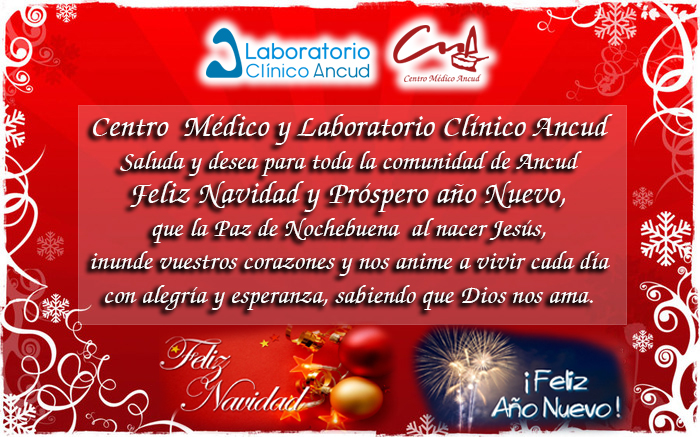 Laboratorio
Clínico Ancud
CMA
Centro Médico Ancud
Centro Médico y Laboratorio Clínico Ancud
Saluda y desea para toda la comunidad de Ancud
Feliz Navidad y Próspero año Nuevo,
que la Paz de Nochebuena al nacer Jesús,
inunde vuestros corazones y nos anime a vivir cada día
con alegría y esperanza, sabiendo que Dios nos ama.
Feliz
Navidad
¡Feliz
Año Nuevo!